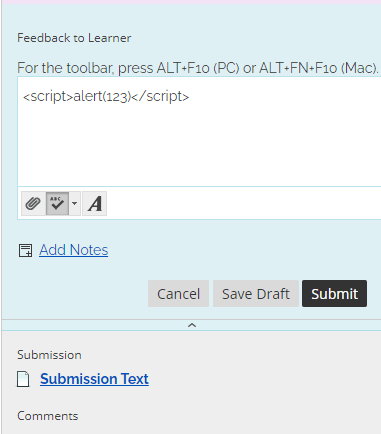 Feedback to Learner
For the toolbar, press ALT+F10 (PC) or ALT+FN+F10 (Mac).
<script>alert(123)</script>
ABC A
Add Notes
Cancel Save Draft Submit
Submission
Submission Text
Comments